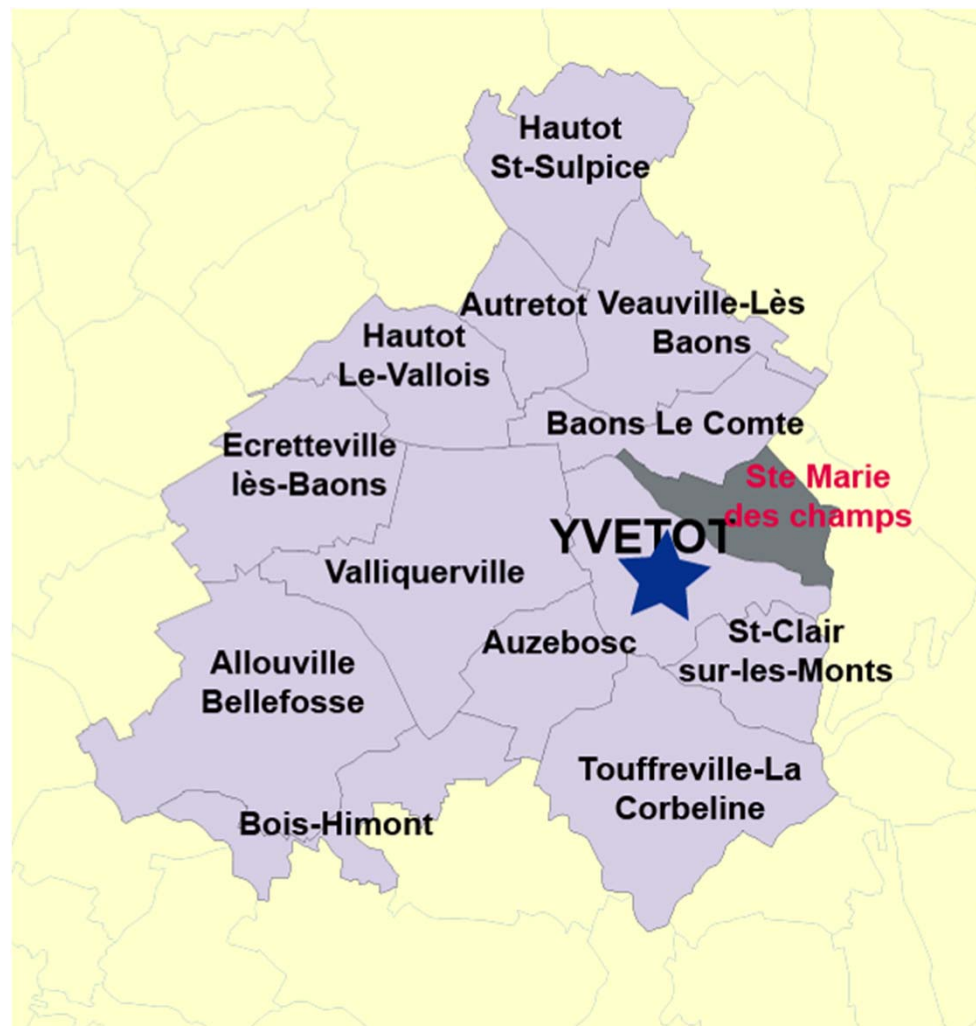 Hautot
St-Sulpice
Autretot
Veauville-Lès
Baons
Hautot
Le-Vallois
Baons Le Comte
Ecretteville
lès-Baons
Ste Marie
des champs
YVETOT
Valliquerville
Auzebosc
St-Clair
sur-les-Monts
Allouville
Bellefosse
Touffreville-La
Corbeline
Bois-Himont